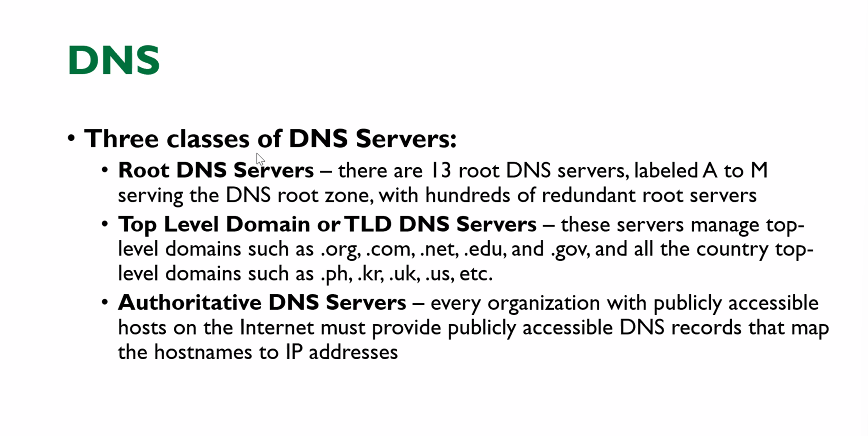 DNS
• Three classes of DNS Servers:
• Root DNS Servers – there are 13 root DNS servers, labeled A to M
serving the DNS root zone, with hundreds of redundant root servers
• Top Level Domain or TLD DNS Servers – these servers manage top-
level domains such as .org, .com, .net, .edu, and .gov, and all the country top-
level domains such as .ph, .kr, .uk, .us, etc.
• Authoritative DNS Servers – every organization with publicly accessible
hosts on the Internet must provide publicly accessible DNS records that map
the hostnames to IP addresses